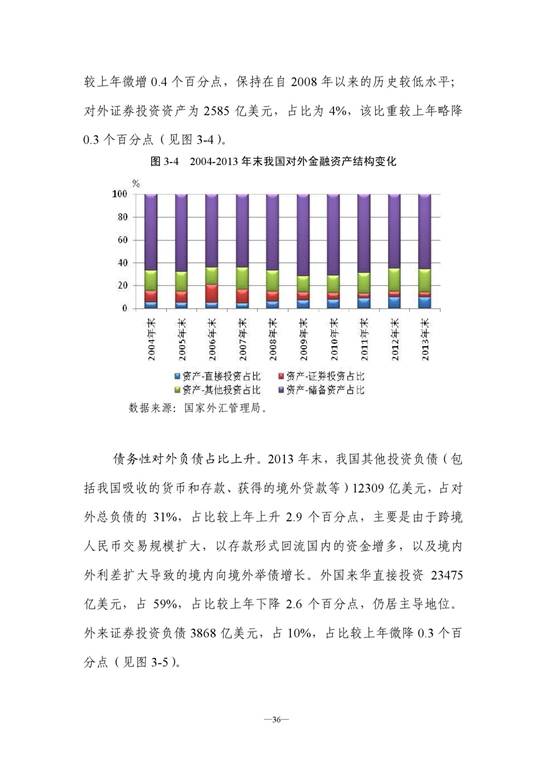 较上年微增 0.4 个百分点，保持在自 2008 年以来的历史较低水平；
对外证券投资资产为 2585 亿美元，占比为 4%，该比重较上年略降
0.3 个百分点（见图 3-4）。
图 3-4 2004-2013 年末我国对外金融资产结构变化
%
100
80
60
40
20
0
2004年末 2005年末 2006年末 2007年末 2008年末 2009年末 2010年末 2011年末 2012年末 2013年末
资产-直接投资占比 资产-证券投资占比
资产-其他投资占比 资产-储备资产占比
数据来源：国家外汇管理局。
债务性对外负债占比上升。2013 年末，我国其他投资负债（包
括我国吸收的货币和存款、获得的境外贷款等）12309 亿美元，占对
外总负债的 31%，占比较上年上升 2.9 个百分点，主要是由于跨境
人民币交易规模扩大，以存款形式回流国内的资金增多，以及境内
外利差扩大导致的境内向境外举债增长。外国来华直接投资 23475
亿美元，占 59%，占比较上年下降 2.6 个百分点，仍居主导地位。
外来证券投资负债 3868 亿美元，占 10%，占比较上年微降 0.3 个百
分点（见图 3-5）。
—36—